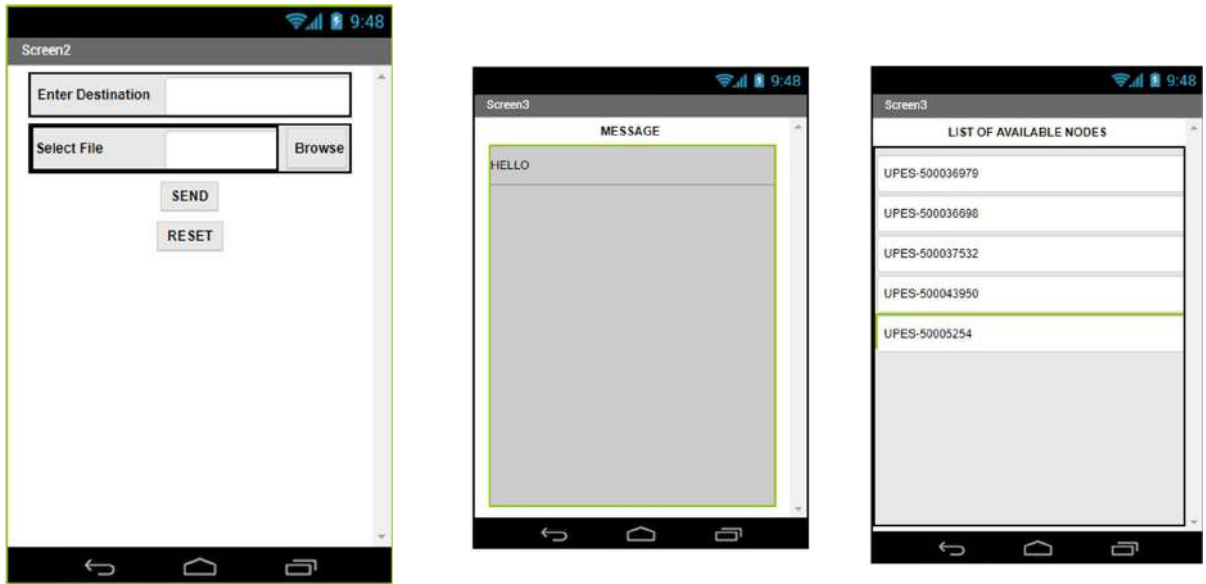 9:48
Screen2
Enter Destination
Select File
Browse
SEND
RESET
9:48
Screen3
MESSAGE
HELLO
9:48
Screen3
LIST OF AVAILABLE NODES
UPES-500036979
UPES-500036698
UPES-500037532
UPES-500043950
UPES-50005254